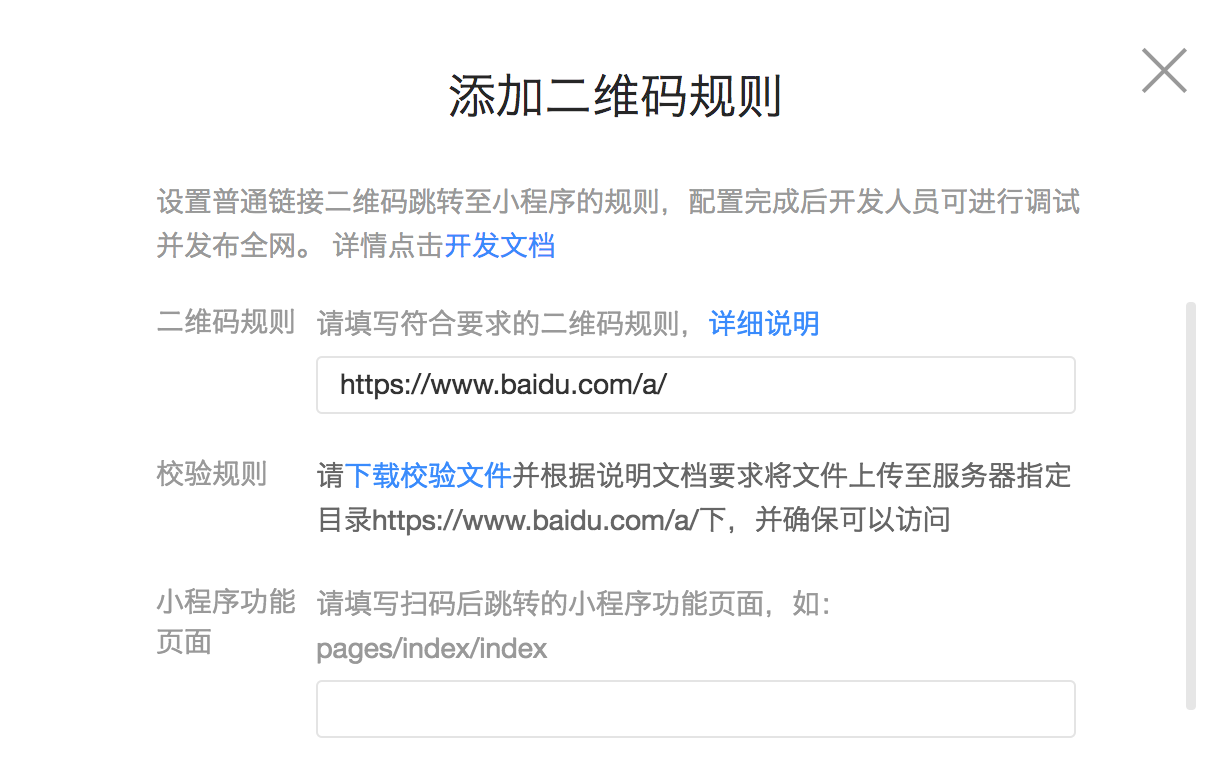 添加二维码规则
设置普通链接二维码跳转至小程序的规则，配置完成后开发人员可进行调试
并发布全网。 详情点击开发文档
二维码规则 请填写符合要求的二维码规则，详细说明
https://www.baidu.com/a/
校验规则 请下载校验文件并根据说明文档要求将文件上传至服务器指定
目录https://www.baidu.com/a/下，并确保可以访问
小程序功能 请填写扫码后跳转的小程序功能页面，如：
页面 pages/index/index